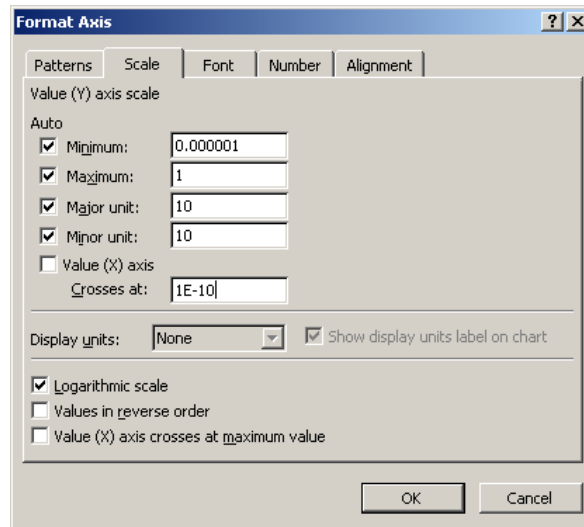 Format Axis
Patterns Scale Font Number Alignment
Value (Y) axis scale
Auto
Minimum: 0.000001
Maximum: 1
Major unit: 10
Minor unit: 10
Value (X) axis
Crosses at: 1E-10
Display units: None Show display units label on chart
Logarithmic scale
Values in reverse order
Value (X) axis crosses at maximum value
OK Cancel